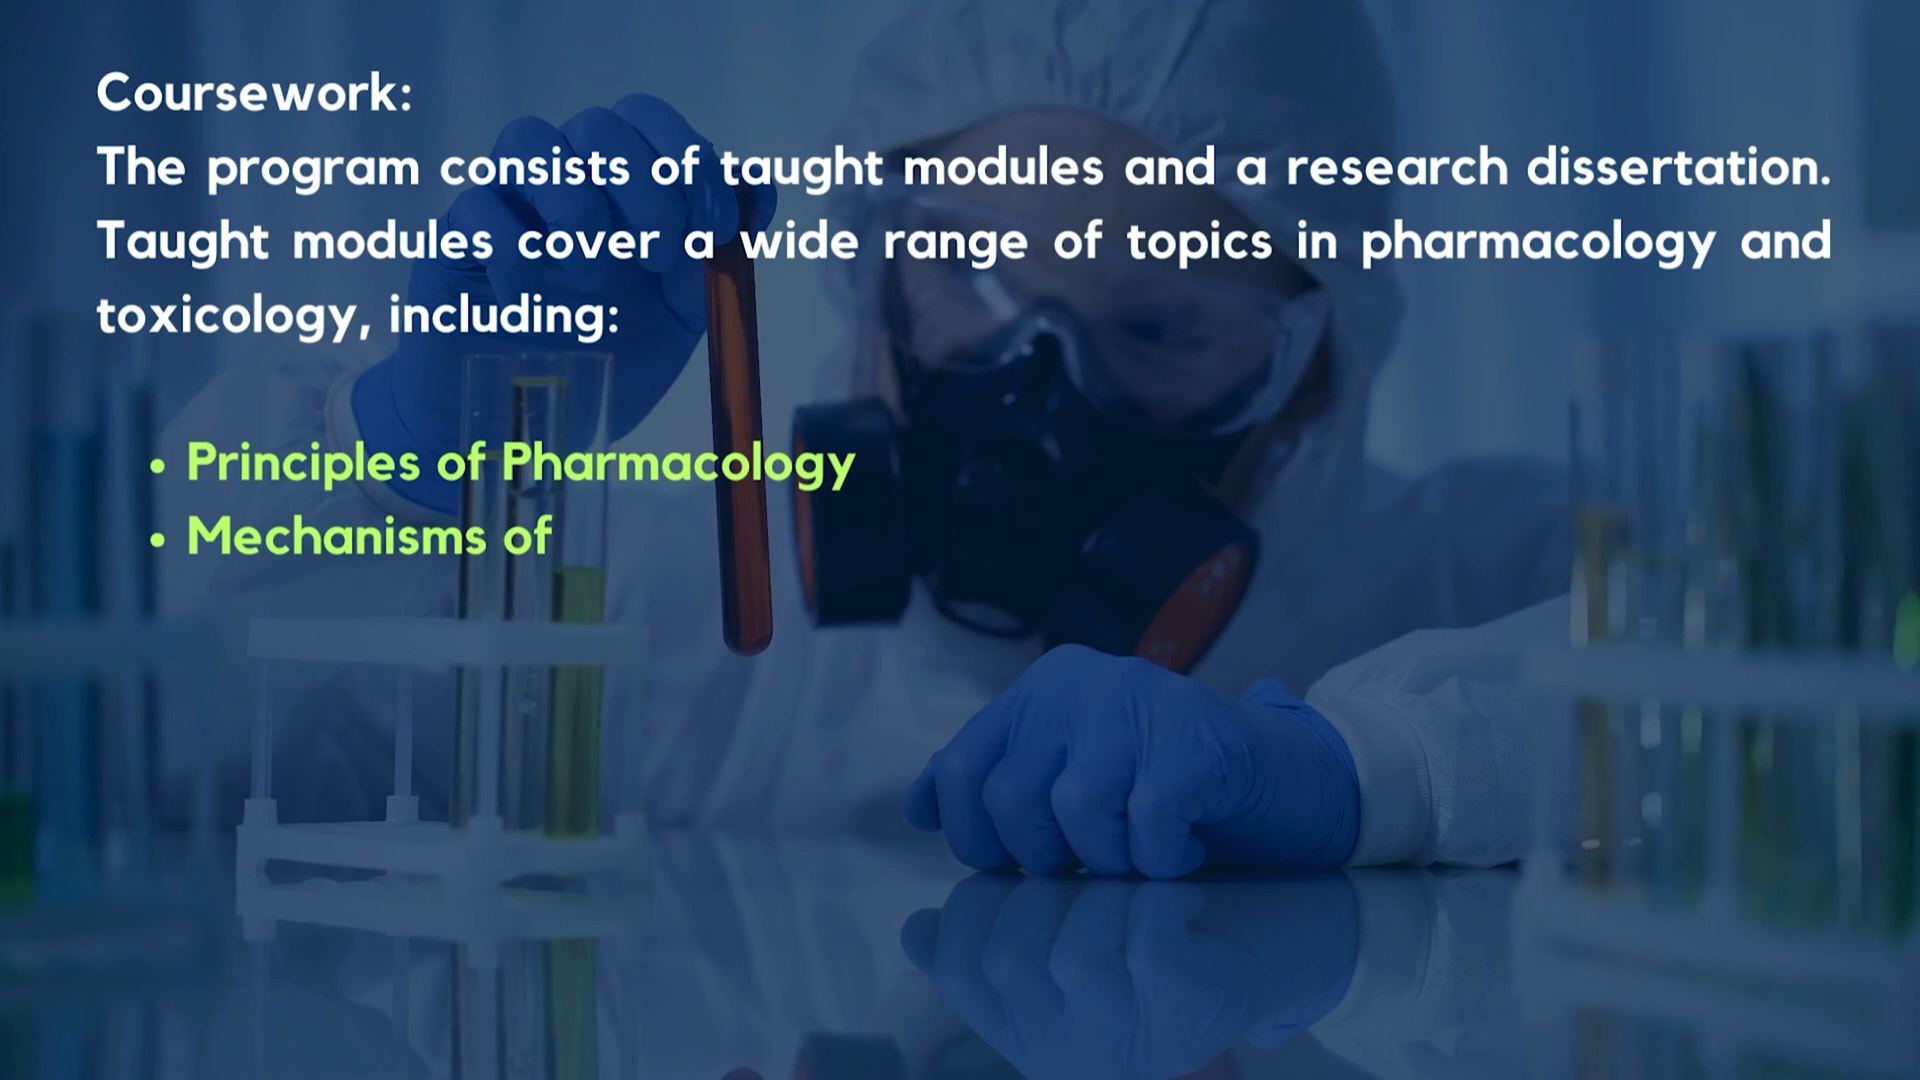 Coursework:
The program consists of taught modules and a research dissertation.
Taught modules cover a wide range of topics in pharmacology and
toxicology, including:
• Principles of Pharmacology
• Mechanisms of